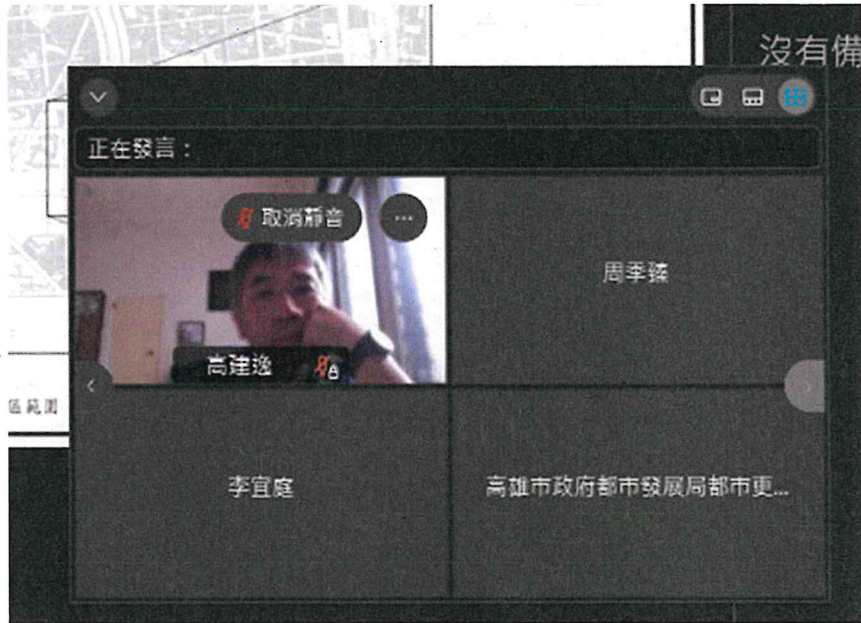 沒有備
正在發言：
取消靜音
周季臻
高建逸
區範圍
李宜庭
高雄市政府都市發展局都市更...